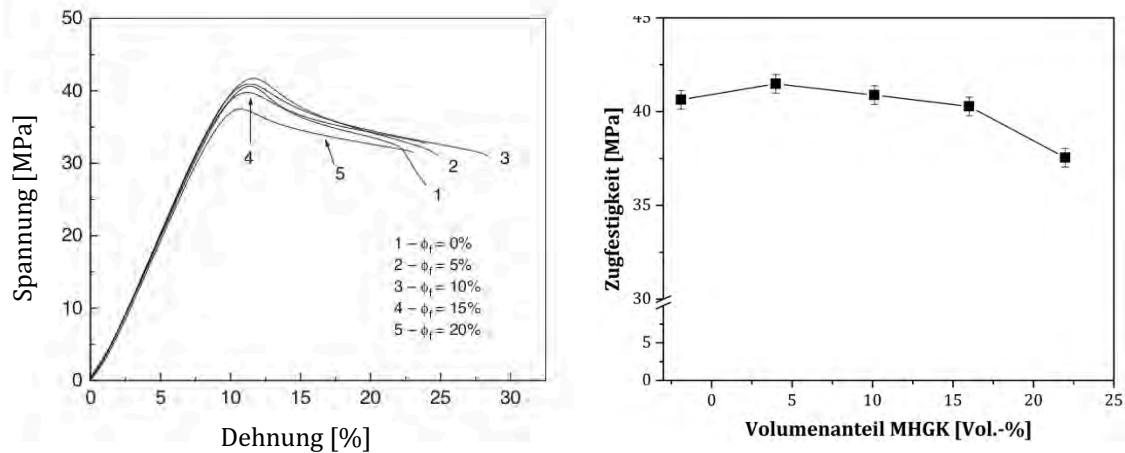 50
40
30
20
10
0
Spannung [MPa]
0 5 10 15 20 25 30
Dehnung [%]
4
5
2
3
1
1 – ϕf = 0%
2 – ϕf = 5%
3 – ϕf = 10%
4 – ϕf = 15%
5 – ϕf = 20%
45
40
35
30
5
0
Zugfestigkeit [MPa]
0 5 10 15 20 25
Volumenanteil MHGK [Vol.-%]